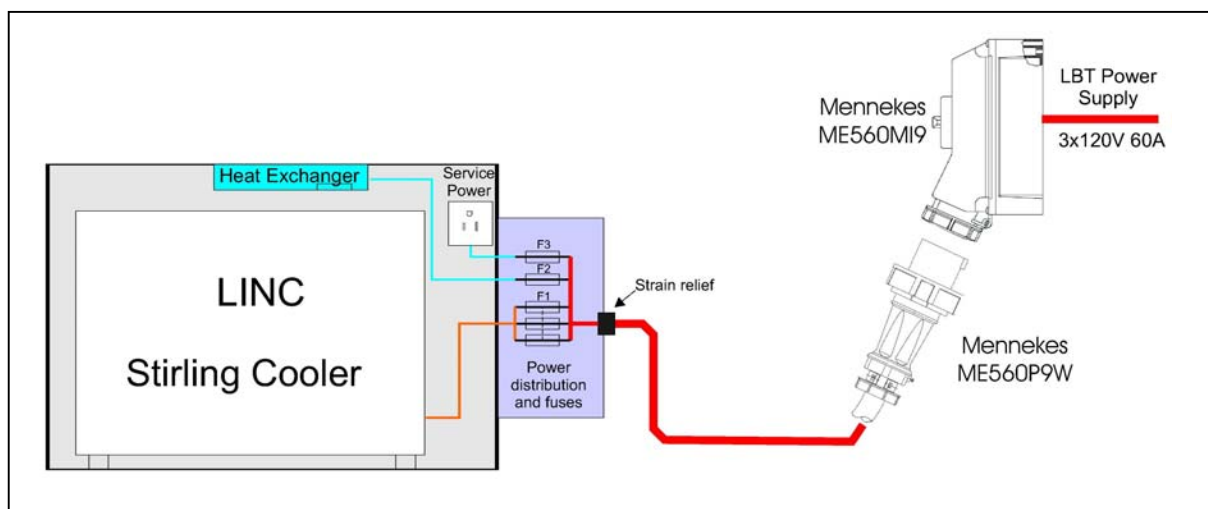 Heat Exchanger
Service
Power
LINC
Stirling Cooler
F3
F2
F1
Power
distribution
and fuses
Strain relief
Mennekes
ME560MI9
LBT Power
Supply
3x120V 60A
Mennekes
ME560P9W